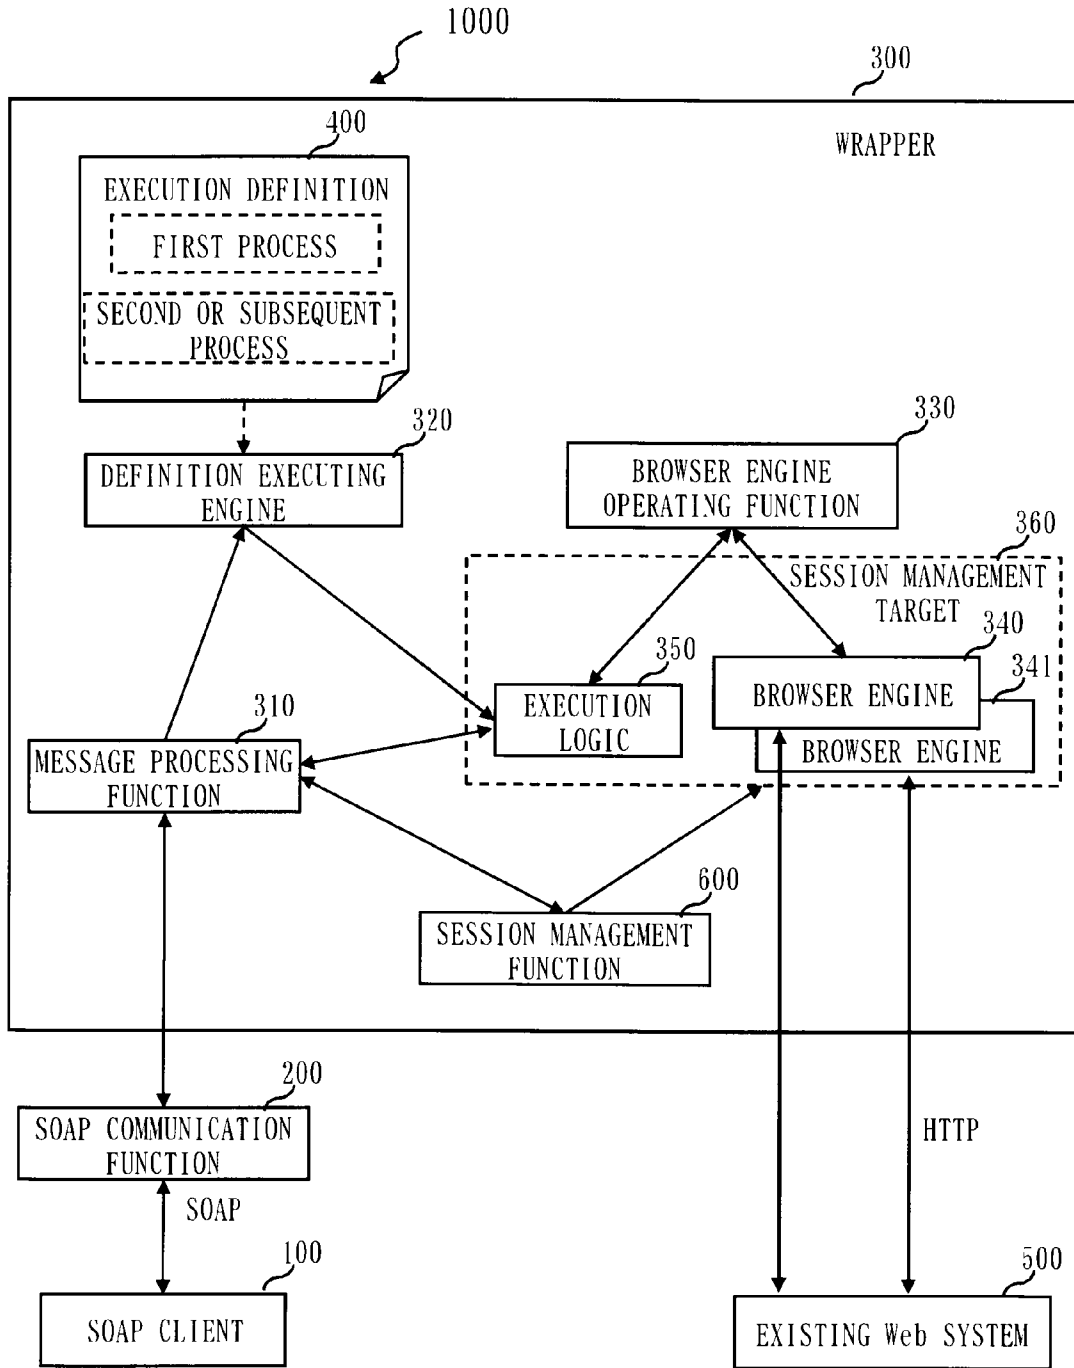 1000
300
WRAPPER
400
EXECUTION DEFINITION
FIRST PROCESS
SECOND OR SUBSEQUENT
PROCESS
320
DEFINITION EXECUTING
ENGINE
330
BROWSER ENGINE
OPERATING FUNCTION
360
SESSION MANAGEMENT
TARGET
340
341
BROWSER ENGINE
BROWSER ENGINE
350
EXECUTION
LOGIC
310
MESSAGE PROCESSING
FUNCTION
600
SESSION MANAGEMENT
FUNCTION
200
SOAP COMMUNICATION
FUNCTION
HTTP
SOAP
100
SOAP CLIENT
500
EXISTING Web SYSTEM